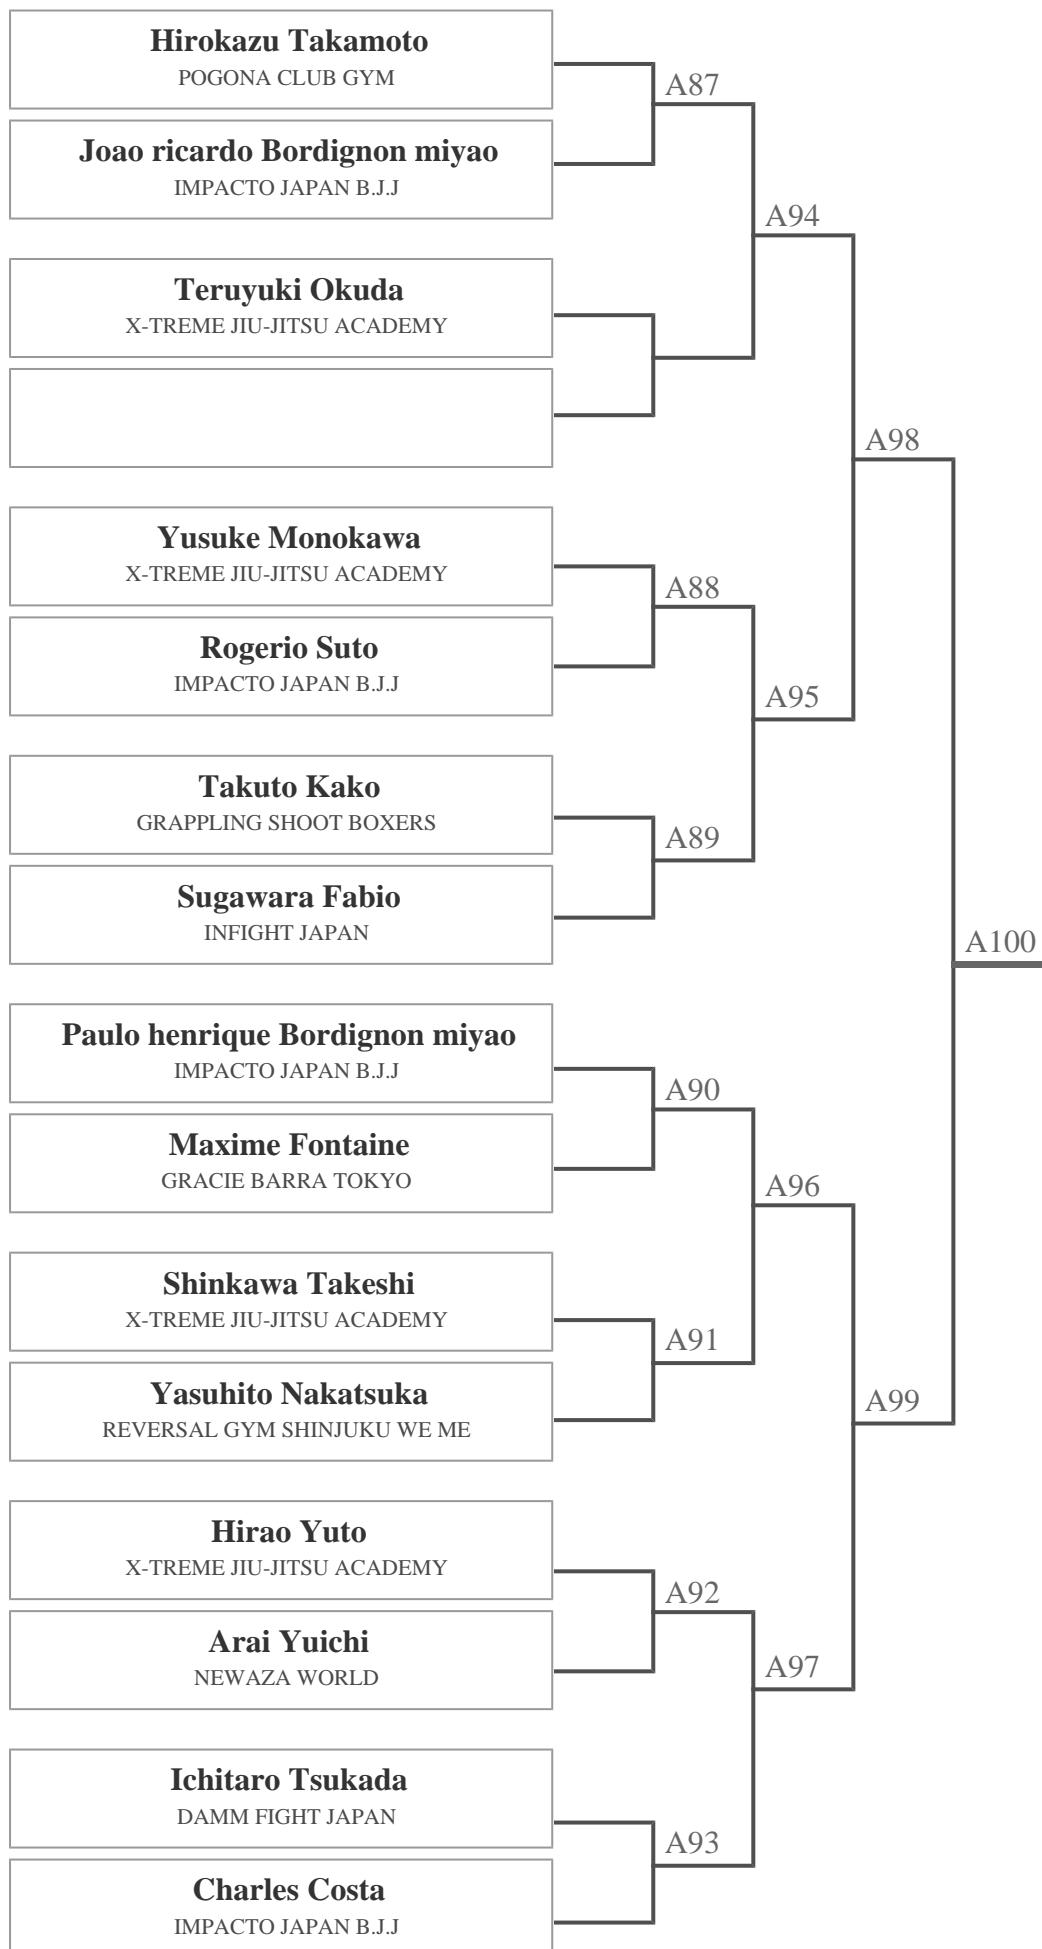 Hirokazu Takamoto
POGONA CLUB GYM
A87
Joao ricardo Bordignon miyao
IMPACTO JAPAN B.J.J
A94
Teruyuki Okuda
X-TREME JIU-JITSU ACADEMY
A98
Yusuke Monokawa
X-TREME JIU-JITSU ACADEMY
A88
Rogerio Suto
IMPACTO JAPAN B.J.J
A95
Takuto Kako
GRAPPLING SHOOT BOXERS
A89
Sugawara Fabio
INFIGHT JAPAN
A100
Paulo henrique Bordignon miyao
IMPACTO JAPAN B.J.J
A90
Maxime Fontaine
GRACIE BARRA TOKYO
A96
Shinkawa Takeshi
X-TREME JIU-JITSU ACADEMY
A91
Yasuhito Nakatsuka
REVERSAL GYM SHINJUKU WE ME
A99
Hirao Yuto
X-TREME JIU-JITSU ACADEMY
A92
Arai Yuichi
NEWAZA WORLD
A97
Ichitaro Tsukada
DAMM FIGHT JAPAN
A93
Charles Costa
IMPACTO JAPAN B.J.J